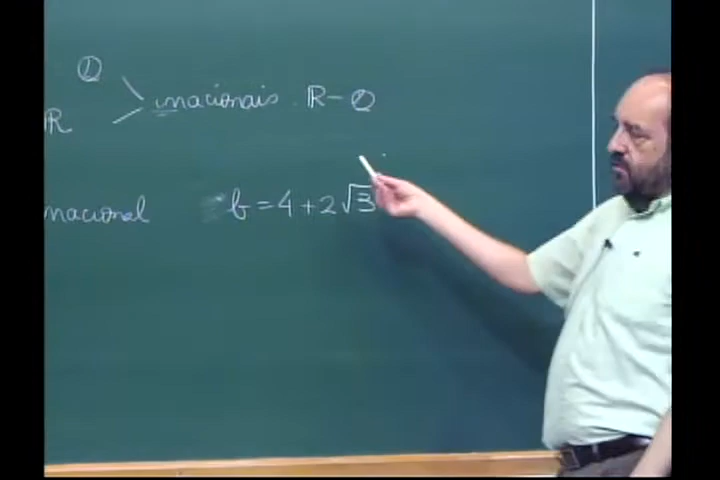 Q
irracionais. R-Q
R
irracional b=4+2√3